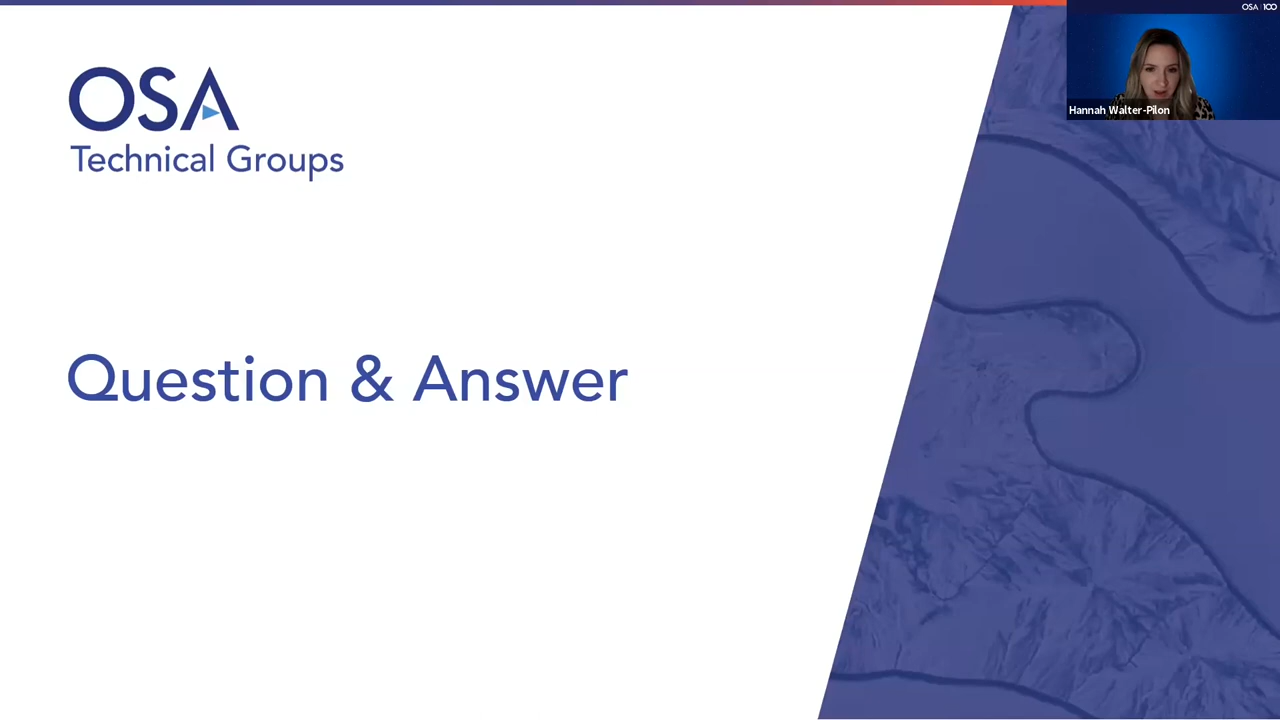 OSA
Technical Groups
Question & Answer
OSA 100
Hannah Walter-Pilon